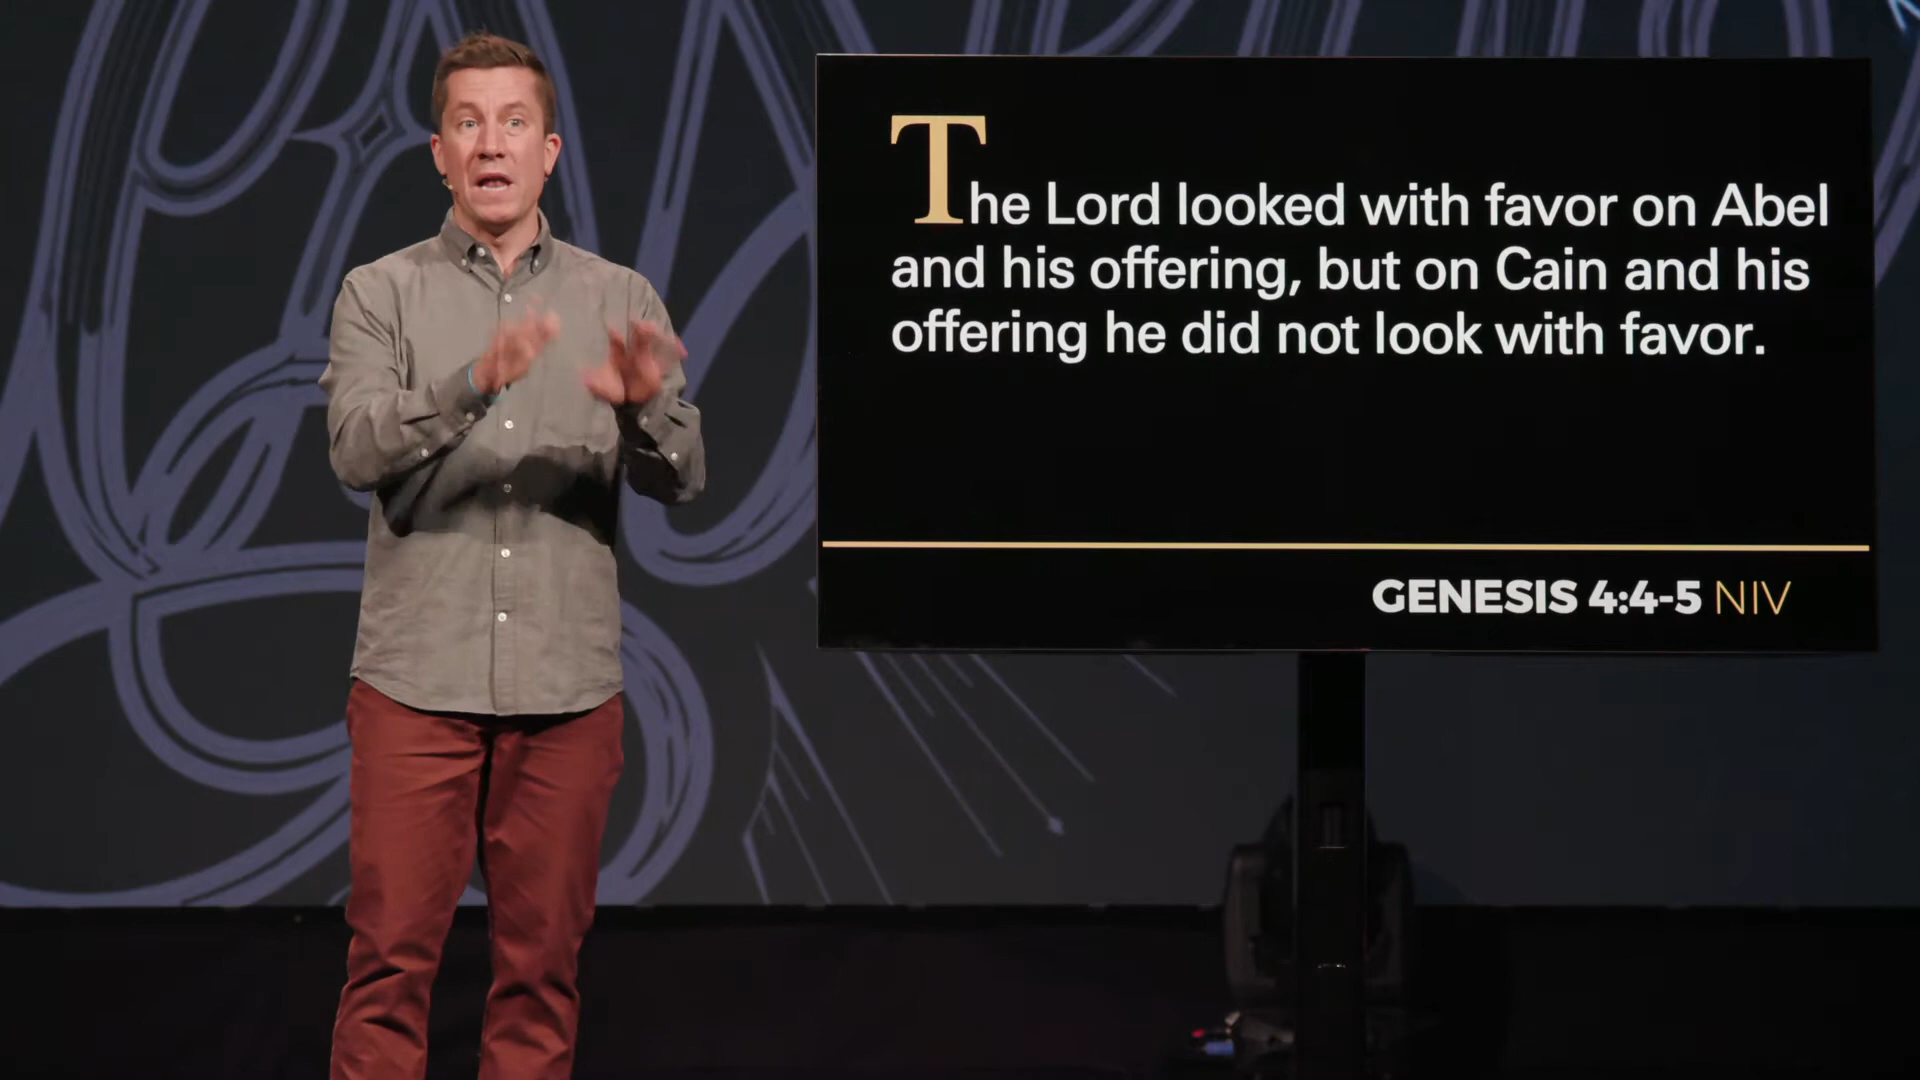 The Lord looked with favor on Abel
and his offering, but on Cain and his
offering he did not look with favor.
GENESIS 4:4-5 NIV